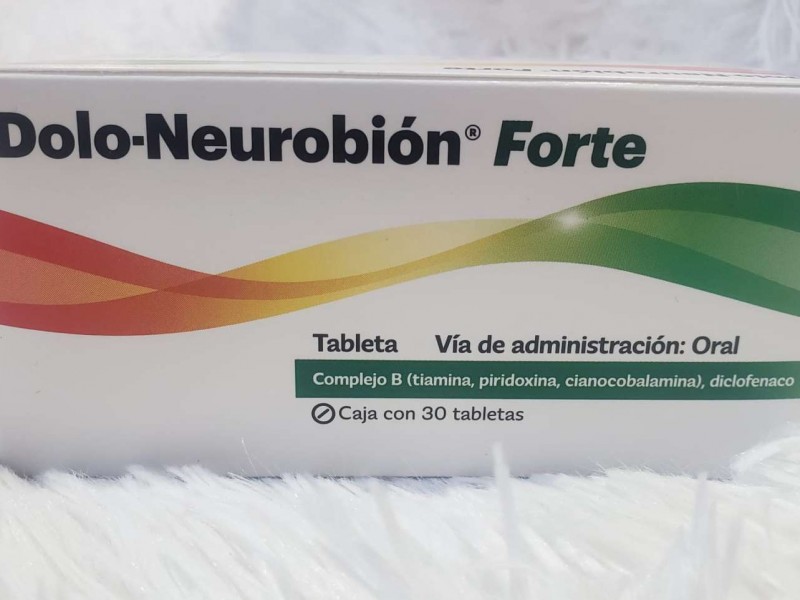 Dolo-Neurobión® Forte
Tableta Vía de administración: Oral
Complejo B (tiamina, piridoxina, cianocobalamina), diclofenaco
Caja con 30 tabletas